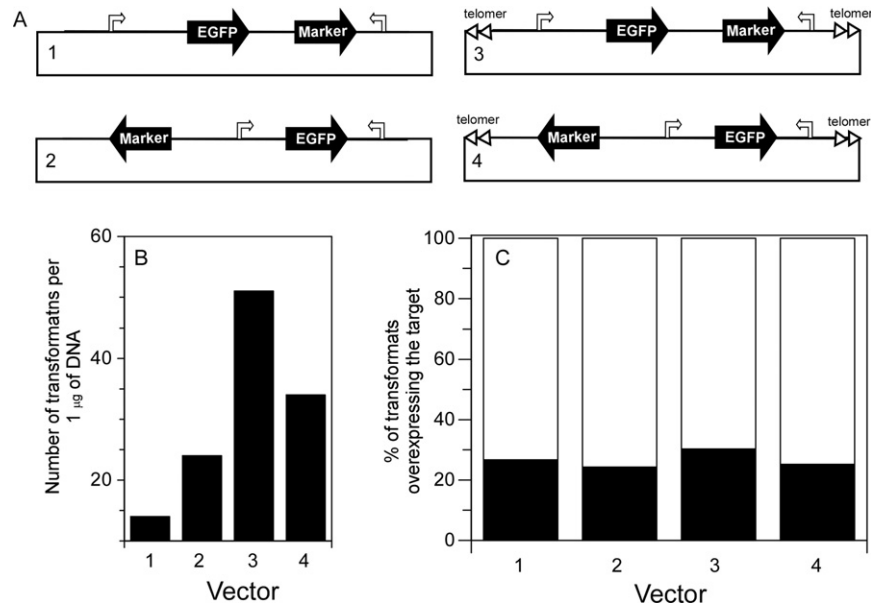 A
EGFP
Marker
1
telomer
telomer
EGFP
Marker
3
Marker
EGFP
2
telomer
telomer
Marker
EGFP
4
B
Number of transformatns per
1 µg of DNA
60
40
20
1 2 3 4
Vector
C
% of transformats
overexpressing the target
100
80
60
40
20
0
1 2 3 4
Vector